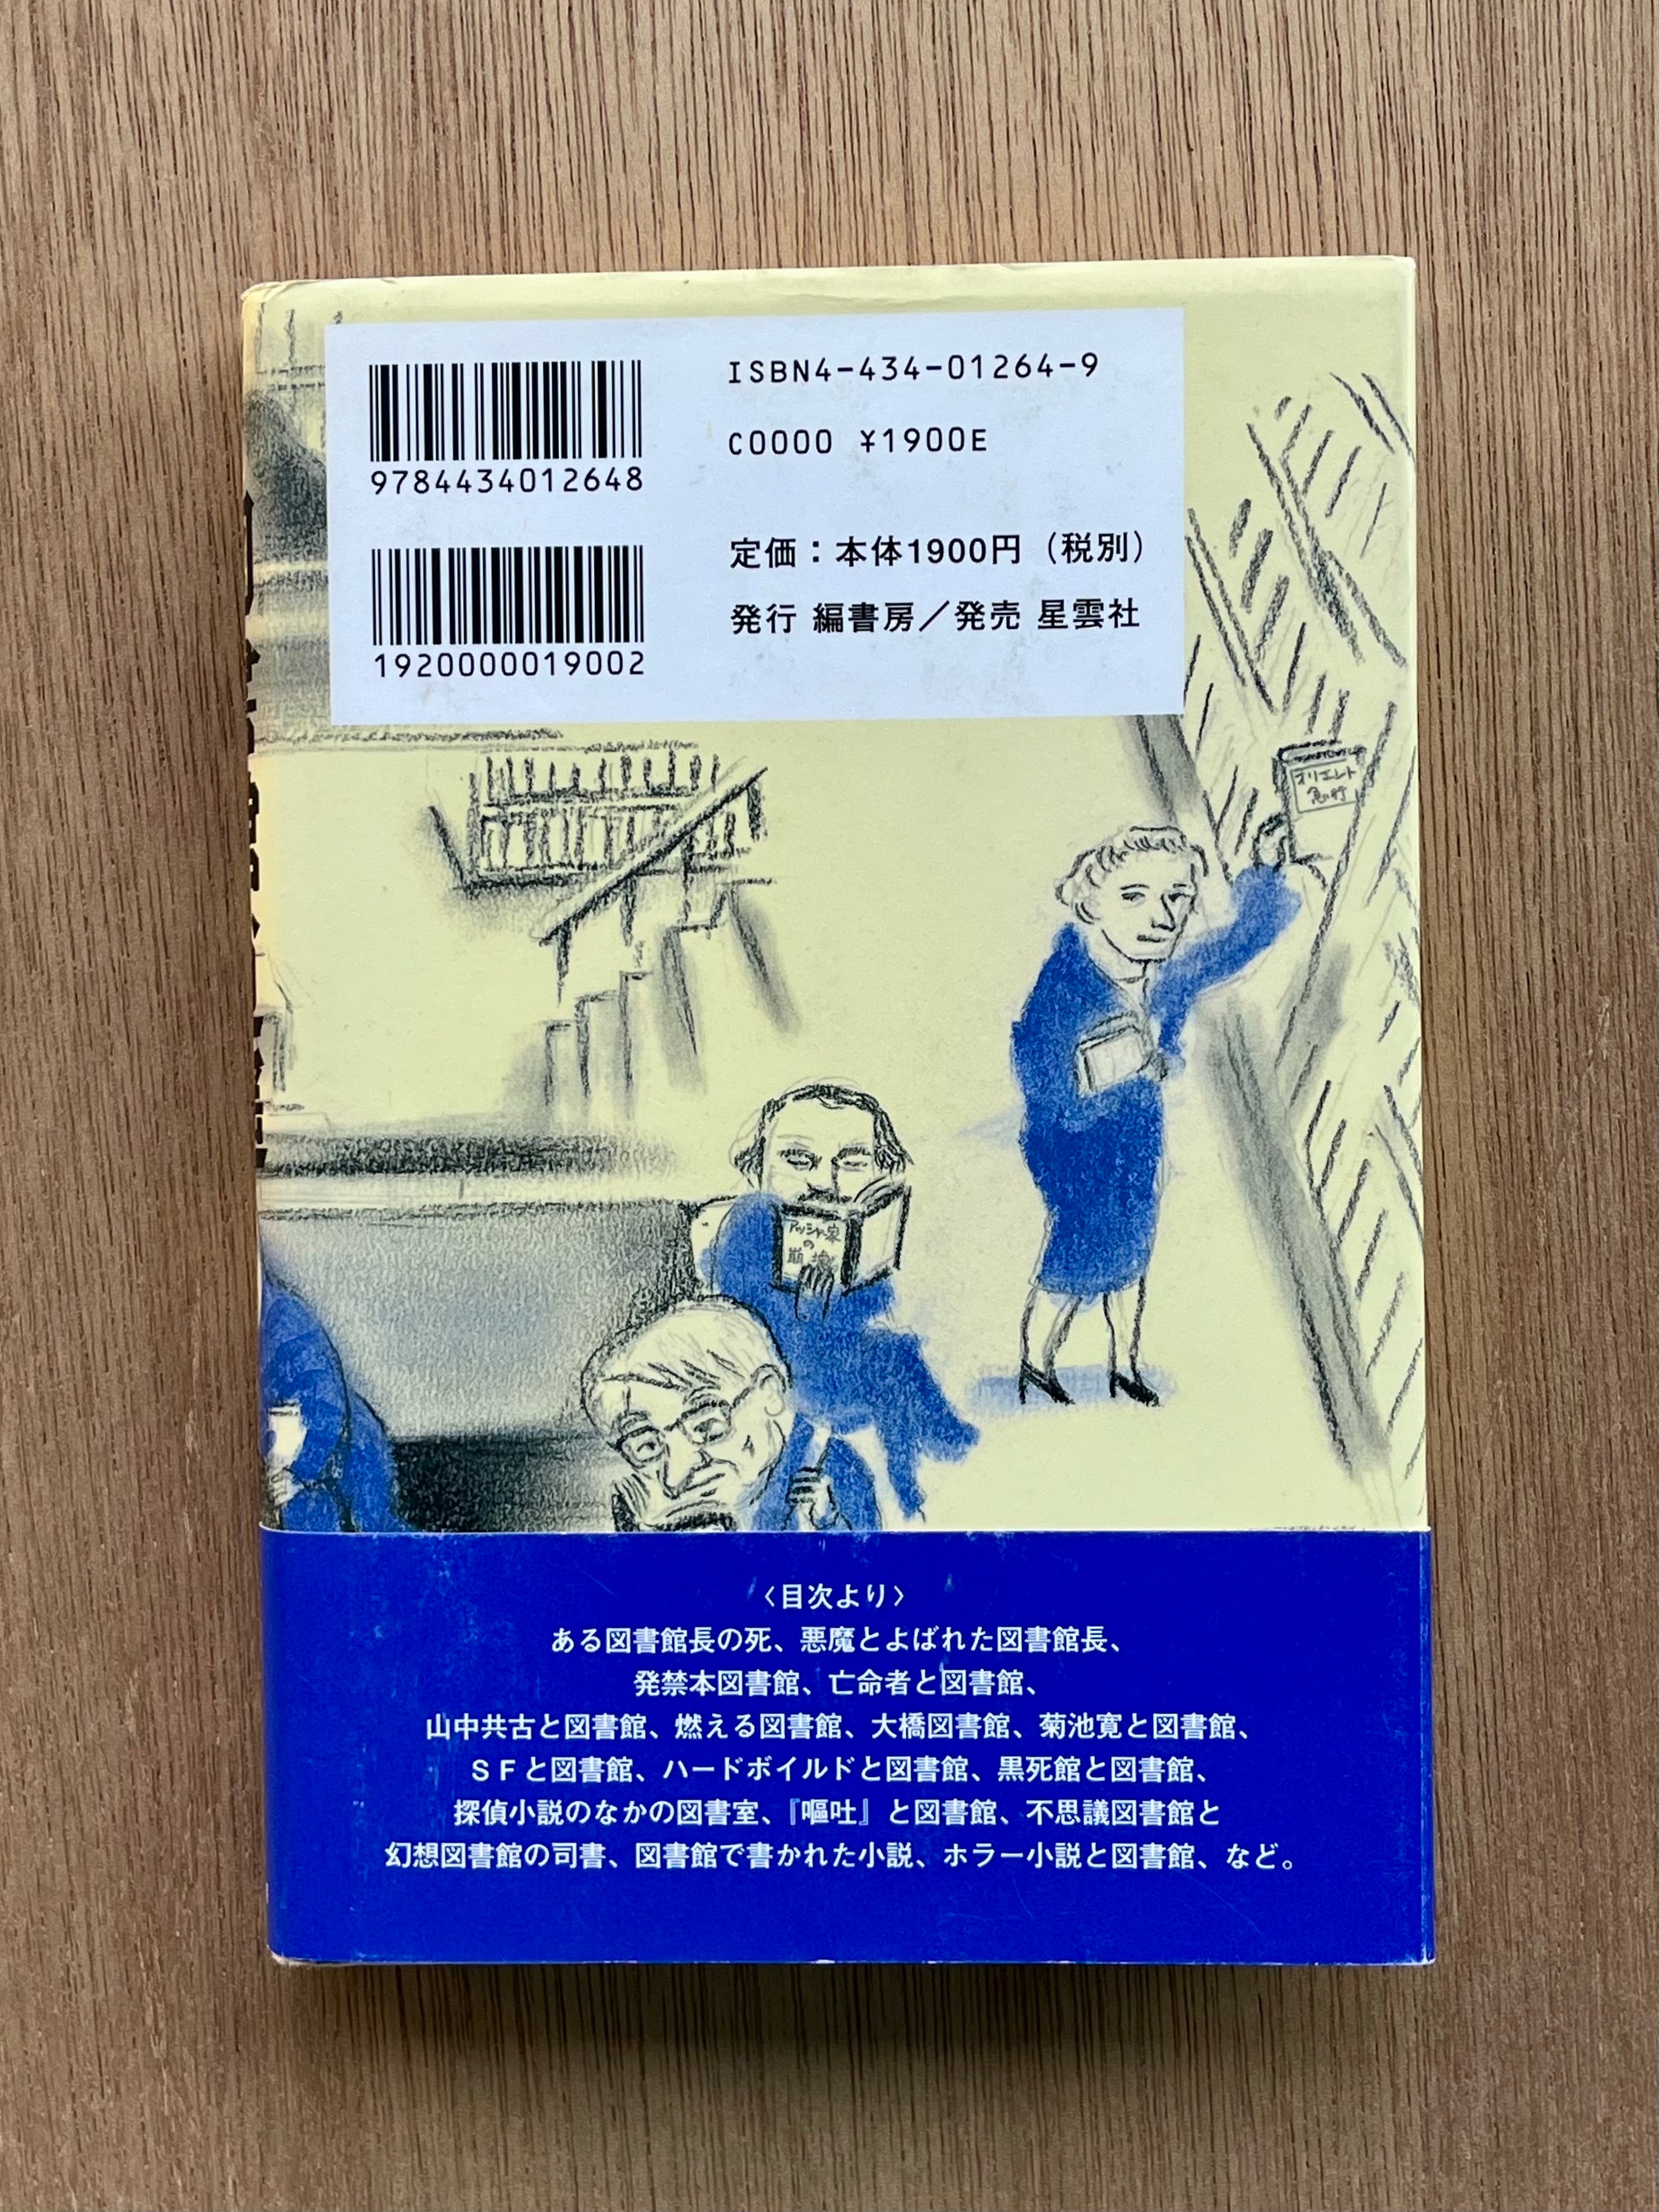 ISBN4-434-01264-9
C0000 ¥1900E
9784434012648
定価：本体1900円（税別）
発行 編書房／発売 星雲社
1920000019002
オリエント
急行
アッシャー家
の
崩壊
〈目次より〉
ある図書館長の死、悪魔とよばれた図書館長、
発禁本図書館、亡命者と図書館、
山中共古と図書館、燃える図書館、大橋図書館、菊池寛と図書館、
ＳＦと図書館、ハードボイルドと図書館、黒死館と図書館、
探偵小説のなかの図書室、『嘔吐』と図書館、不思議図書館と
幻想図書館の司書、図書館で書かれた小説、ホラー小説と図書館、など。